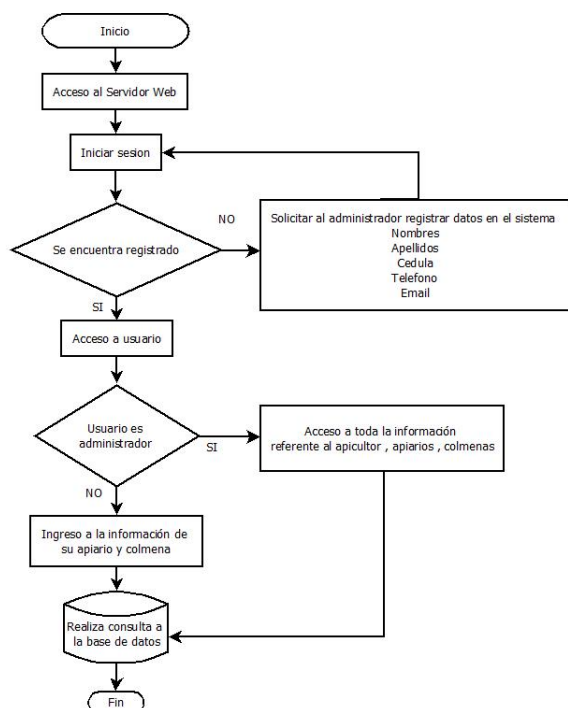 Inicio
Acceso al Servidor Web
Iniciar sesion
Se encuentra registrado
NO
Solicitar al administrador registrar datos en el sistema
Nombres
Apellidos
Cedula
Telefono
Email
SI
Acceso a usuario
Usuario es
administrador
SI
Acceso a toda la información
referente al apicultor , apiarios , colmenas
NO
Ingreso a la información de
su apiario y colmena
Realiza consulta a
la base de datos
Fin